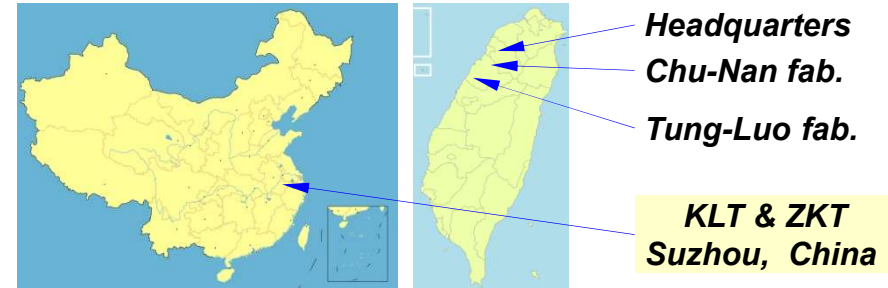 Headquarters
Chu-Nan fab.
Tung-Luo fab.
KLT & ZKT
Suzhou, China